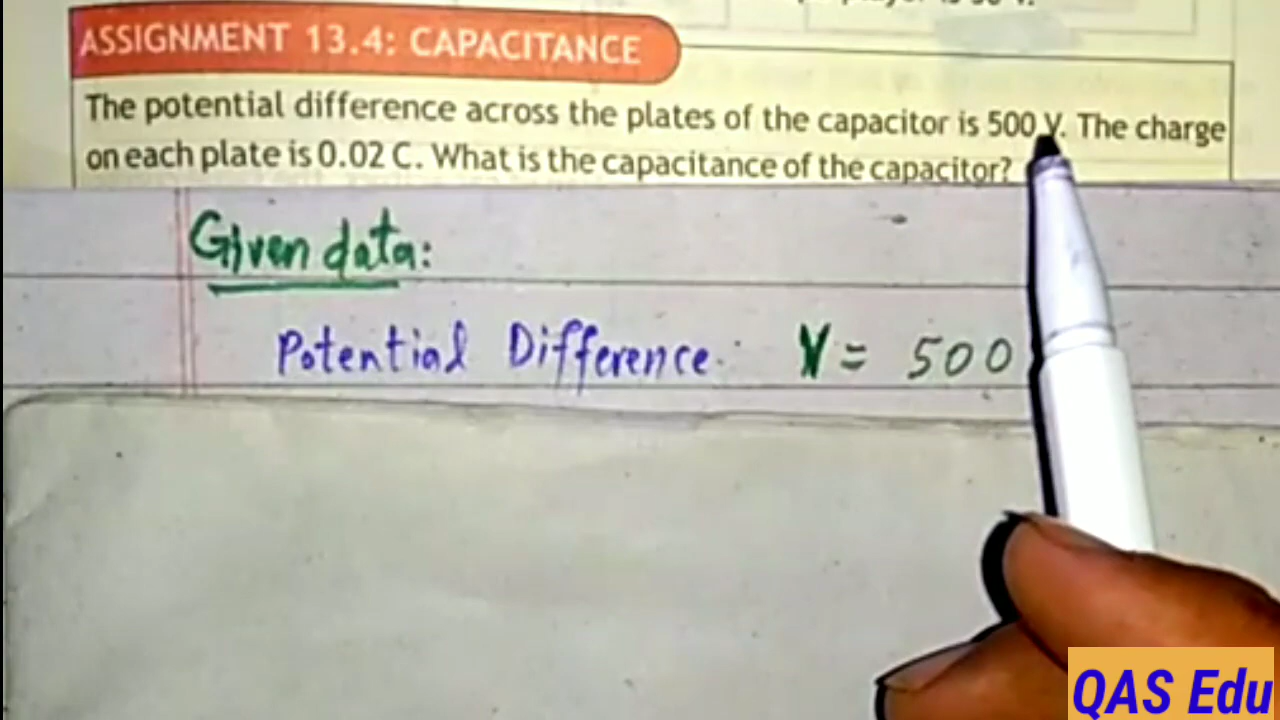 ASSIGNMENT 13.4: CAPACITANCE
The potential difference across the plates of the capacitor is 500 V. The charge
on each plate is 0.02 C. What is the capacitance of the capacitor?
Given data:
Potential Difference V = 500
QAS Edu